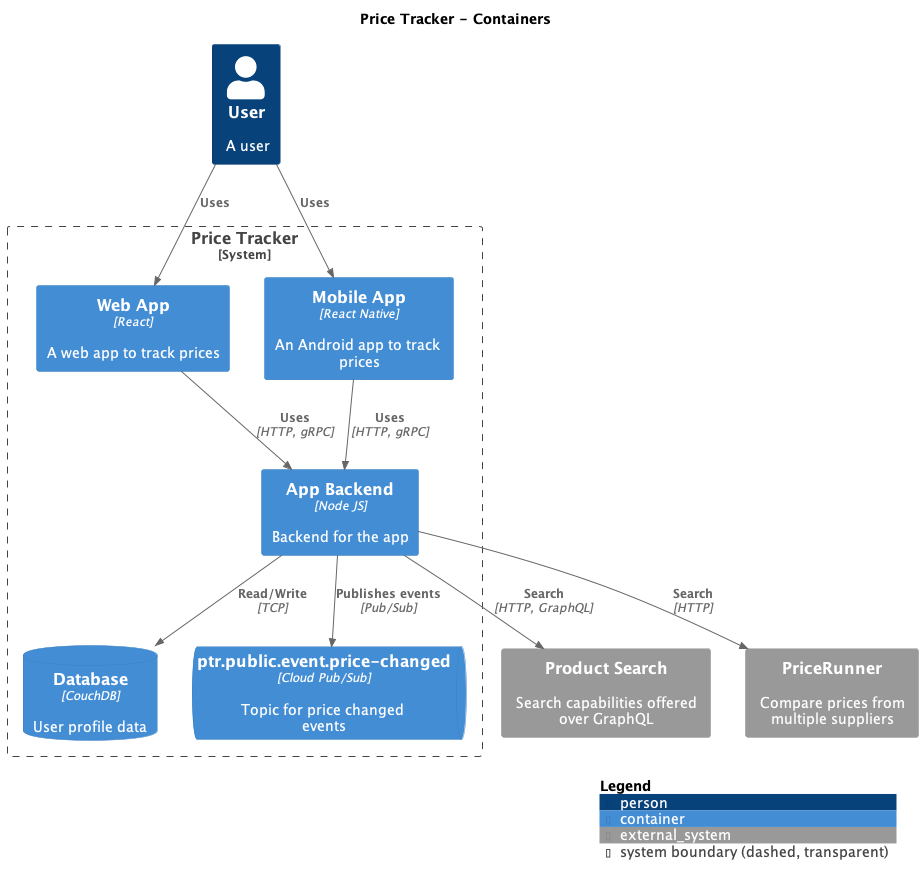 Price Tracker – Containers
User
A user
Uses
Uses
Price Tracker
[System]
Web App
[React]
A web app to track prices
Mobile App
[React Native]
An Android app to track
prices
Uses
[HTTP, gRPC]
Uses
[HTTP, gRPC]
App Backend
[Node JS]
Backend for the app
Read/Write
[TCP]
Publishes events
[Pub/Sub]
Search
[HTTP, GraphQL]
Search
[HTTP]
Database
[CouchDB]
User profile data
ptr.public.event.price-changed
[Cloud Pub/Sub]
Topic for price changed
events
Product Search
Search capabilities offered
over GraphQL
PriceRunner
Compare prices from
multiple suppliers
Legend
person
container
external_system
system boundary (dashed, transparent)